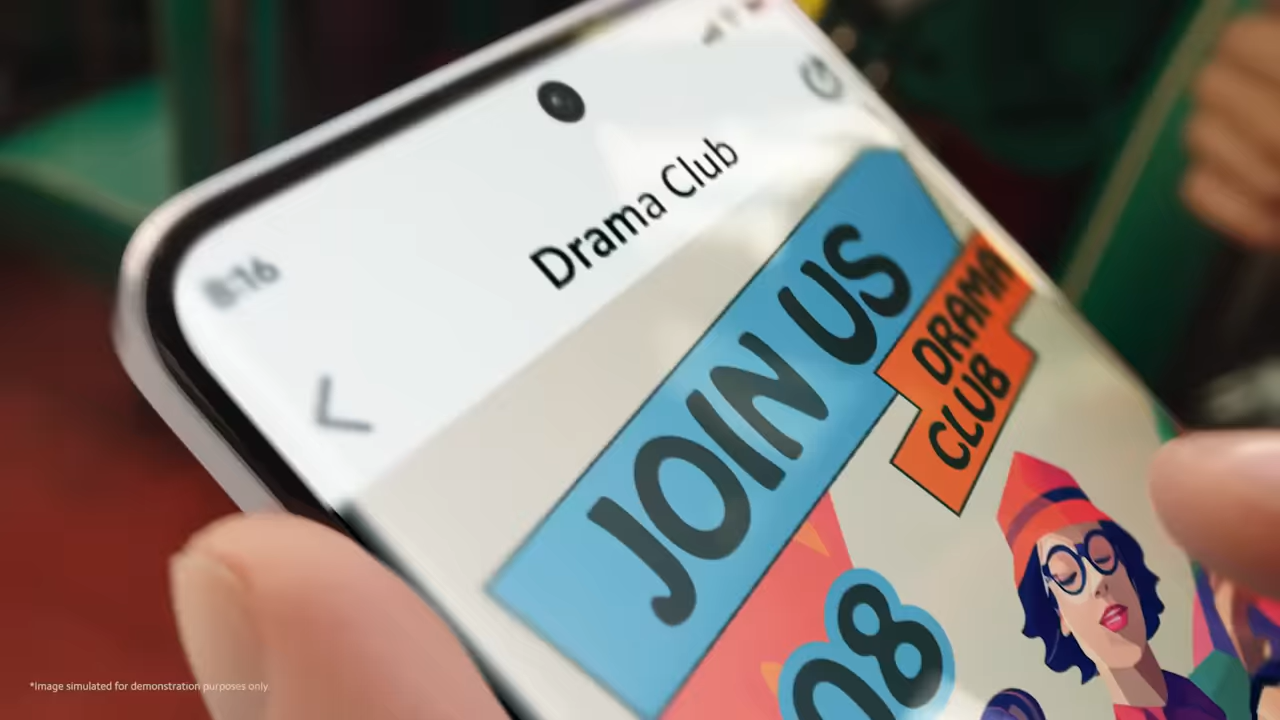 8:16
Drama Club
JOIN US
DRAMA
CLUB
08
*Image simulated for demonstration purposes only.